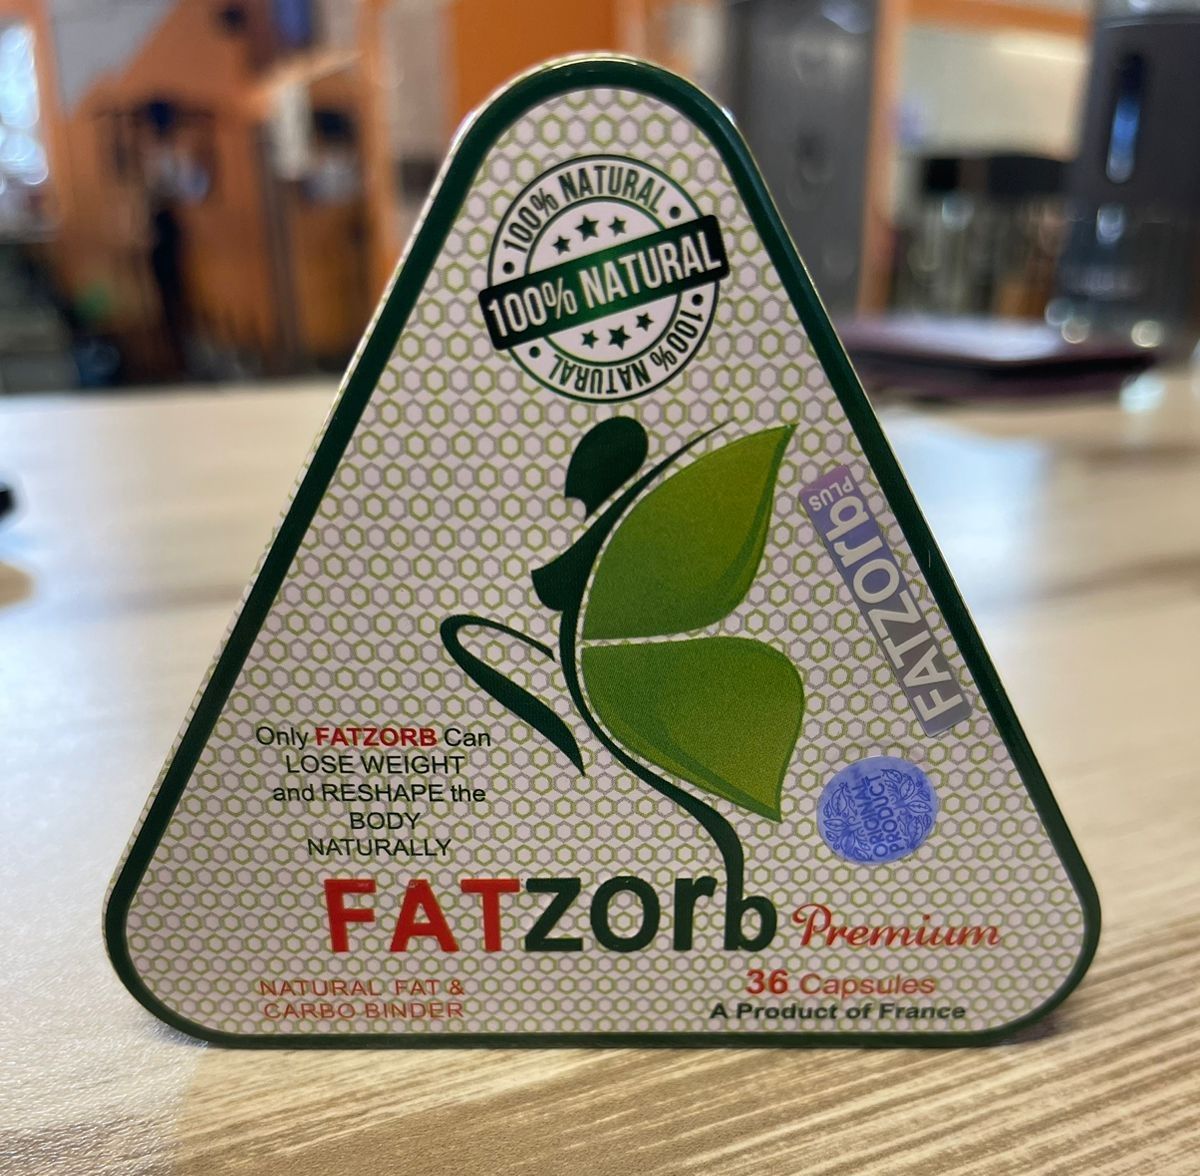 100% NATURAL
100% NATURAL
100% NATURAL
FATZORb
PLUS
ORIGINAL
PRODUCT
Only FATZORB Can
LOSE WEIGHT
and RESHAPE the
BODY
NATURALLY
FATZORb Premium
NATURAL FAT &
CARBO BINDER
36 Capsules
A Product of France